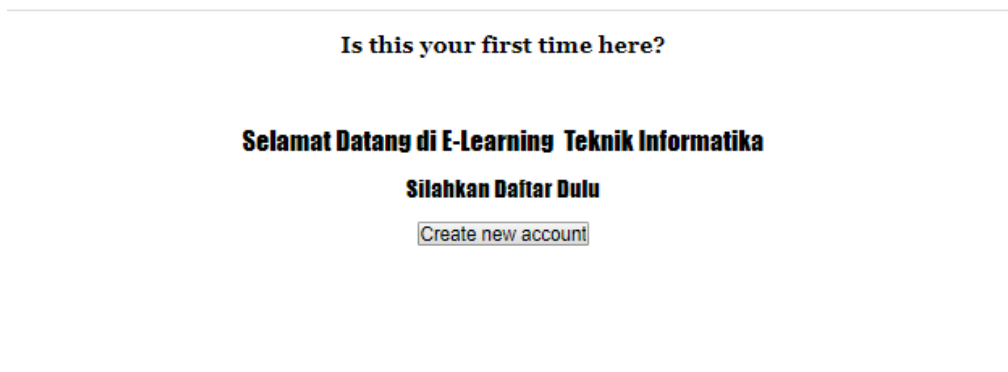 Is this your first time here?
Selamat Datang di E-Learning Teknik Informatika
Silahkan Daftar Dulu
Create new account